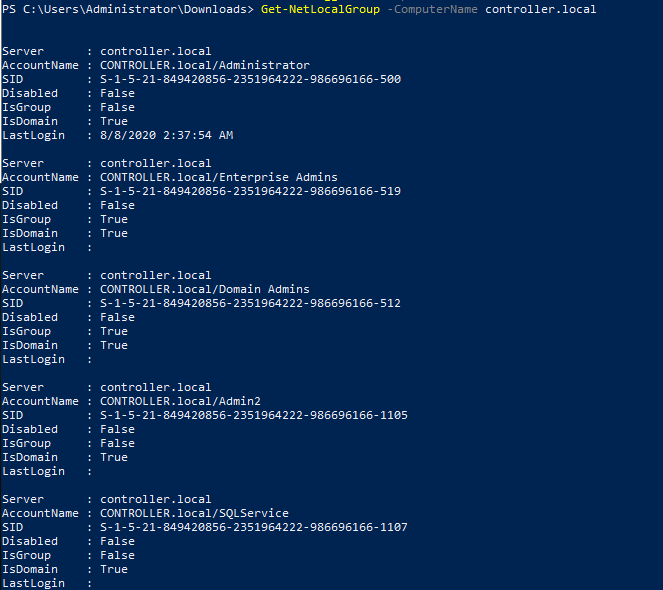 PS C:\Users\Administrator\Downloads> Get-NetLocalGroup -ComputerName controller.local
Server      : controller.local
AccountName : CONTROLLER.local/Administrator
SID         : S-1-5-21-849420856-2351964222-986696166-500
Disabled    : False
IsGroup     : False
IsDomain    : True
LastLogin   : 8/8/2020 2:37:54 AM
Server      : controller.local
AccountName : CONTROLLER.local/Enterprise Admins
SID         : S-1-5-21-849420856-2351964222-986696166-519
Disabled    : False
IsGroup     : True
IsDomain    : True
LastLogin   :
Server      : controller.local
AccountName : CONTROLLER.local/Domain Admins
SID         : S-1-5-21-849420856-2351964222-986696166-512
Disabled    : False
IsGroup     : True
IsDomain    : True
LastLogin   :
Server      : controller.local
AccountName : CONTROLLER.local/Admin2
SID         : S-1-5-21-849420856-2351964222-986696166-1105
Disabled    : False
IsGroup     : False
IsDomain    : True
LastLogin   :
Server      : controller.local
AccountName : CONTROLLER.local/SQLService
SID         : S-1-5-21-849420856-2351964222-986696166-1107
Disabled    : False
IsGroup     : False
IsDomain    : True
LastLogin   :